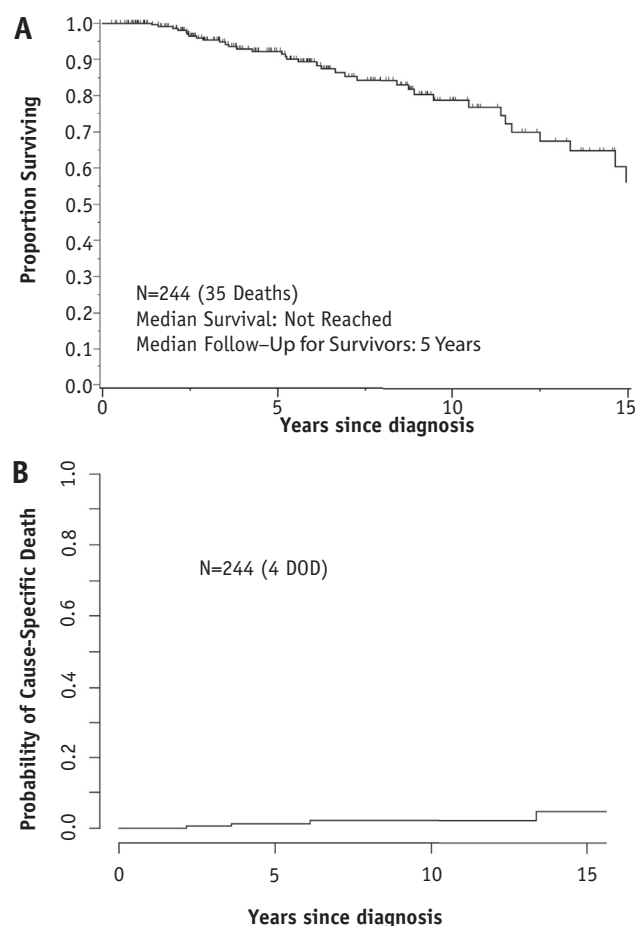 A
Proportion Surviving
1.0
0.9
0.8
0.7
0.6
0.5
0.4
0.3
0.2
0.1
0.0
N=244 (35 Deaths)
Median Survival: Not Reached
Median Follow–Up for Survivors: 5 Years
0 5 10 15
Years since diagnosis
B
Probability of Cause-Specific Death
1.0
0.8
0.6
0.4
0.2
0.0
N=244 (4 DOD)
0 5 10 15
Years since diagnosis